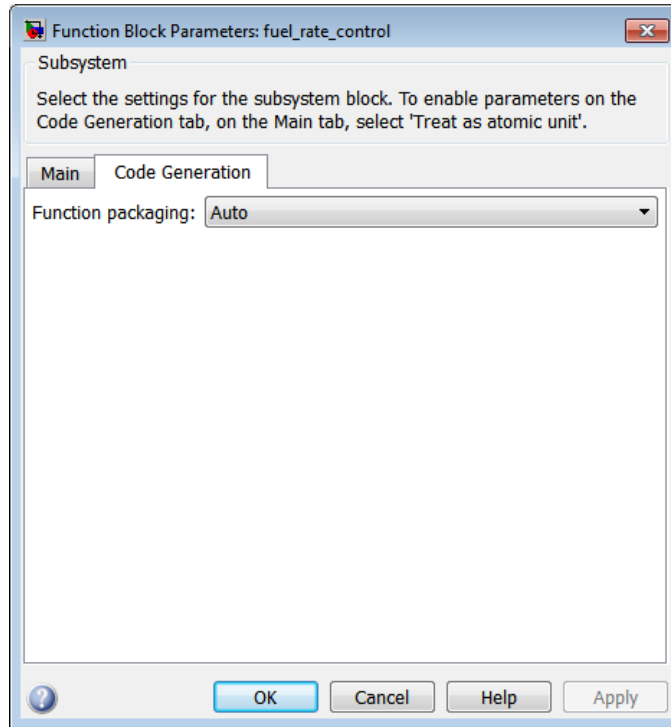 Function Block Parameters: fuel_rate_control
Subsystem
Select the settings for the subsystem block. To enable parameters on the
Code Generation tab, on the Main tab, select 'Treat as atomic unit'.
Main Code Generation
Function packaging: Auto
? OK Cancel Help Apply